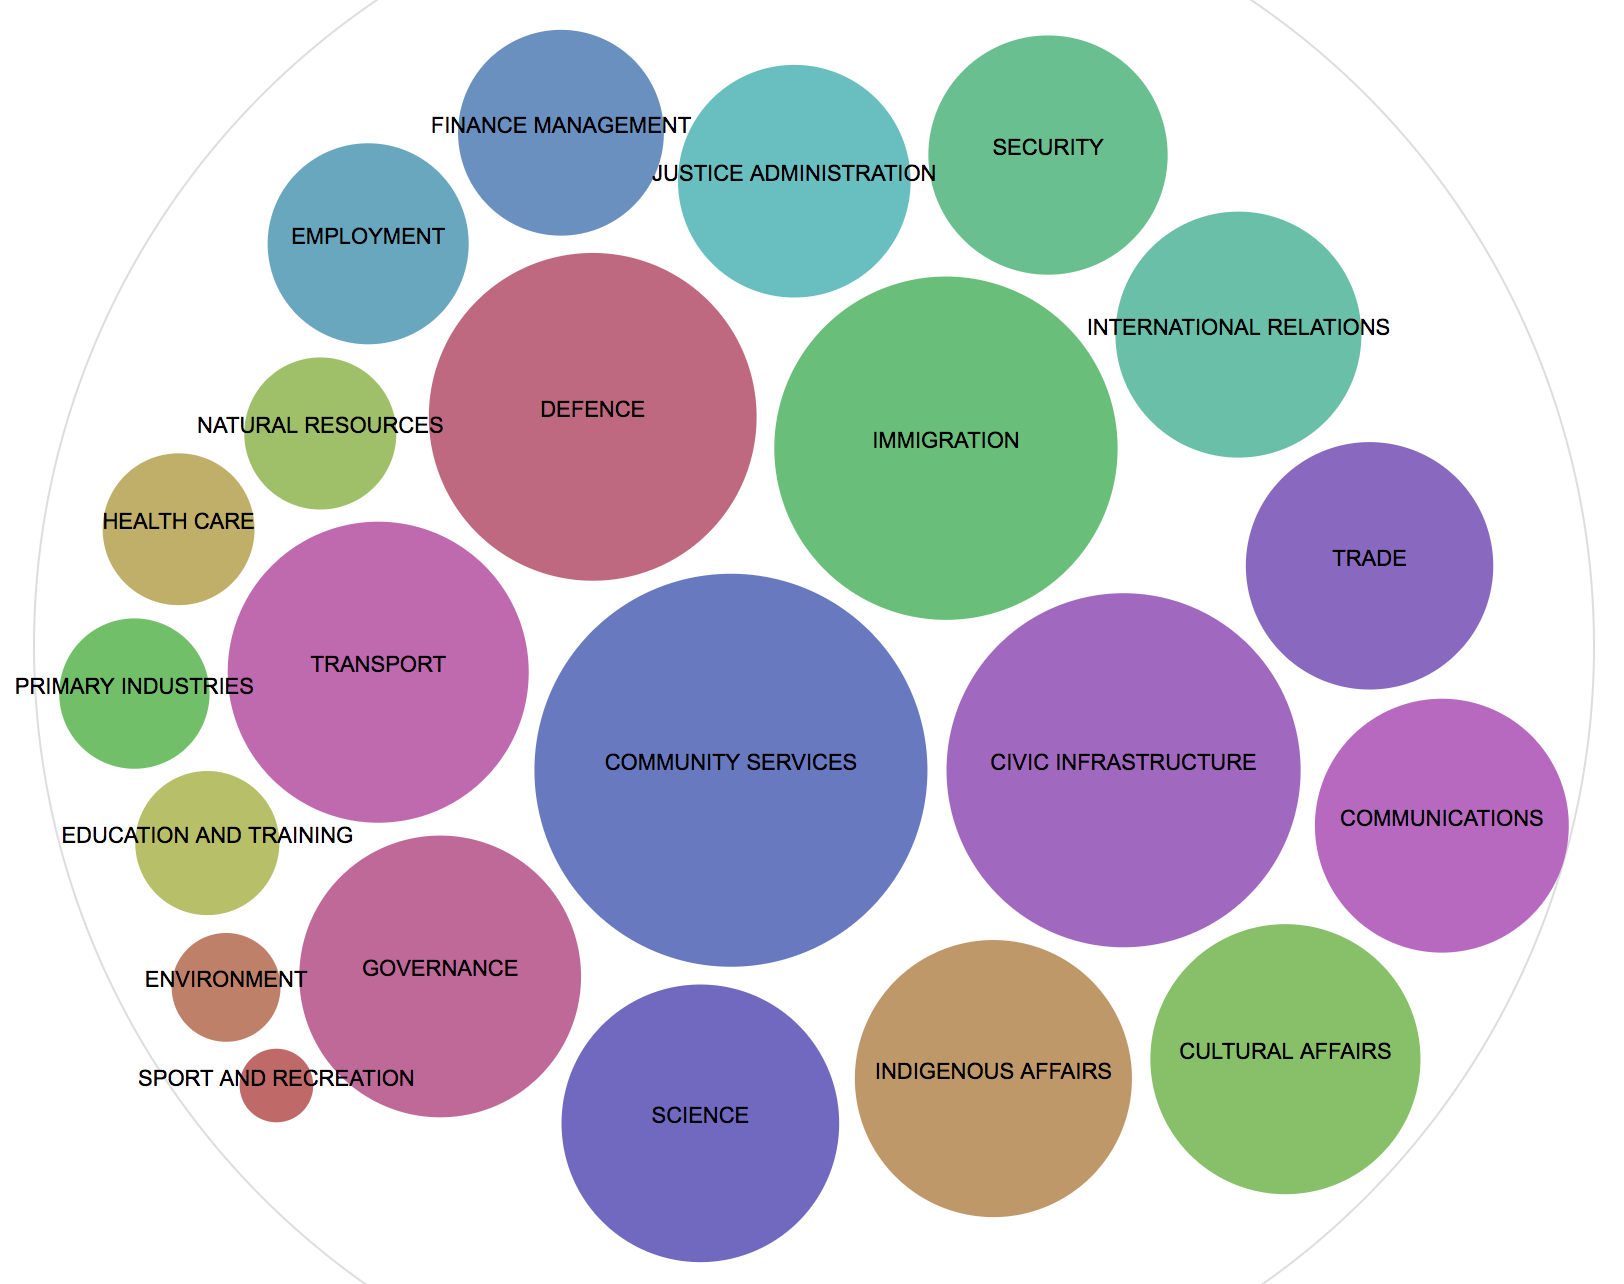 FINANCE MANAGEMENT
JUSTICE ADMINISTRATION
SECURITY
EMPLOYMENT
INTERNATIONAL RELATIONS
NATURAL RESOURCES
DEFENCE
IMMIGRATION
HEALTH CARE
TRADE
PRIMARY INDUSTRIES
TRANSPORT
COMMUNITY SERVICES
CIVIC INFRASTRUCTURE
COMMUNICATIONS
EDUCATION AND TRAINING
ENVIRONMENT
GOVERNANCE
SPORT AND RECREATION
SCIENCE
INDIGENOUS AFFAIRS
CULTURAL AFFAIRS